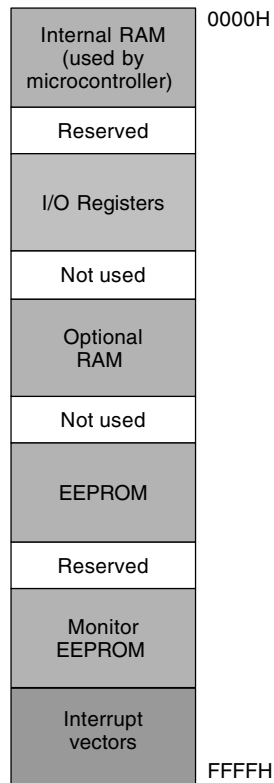 0000H
Internal RAM
(used by
microcontroller)
Reserved
I/O Registers
Not used
Optional
RAM
Not used
EEPROM
Reserved
Monitor
EEPROM
Interrupt
vectors
FFFFH